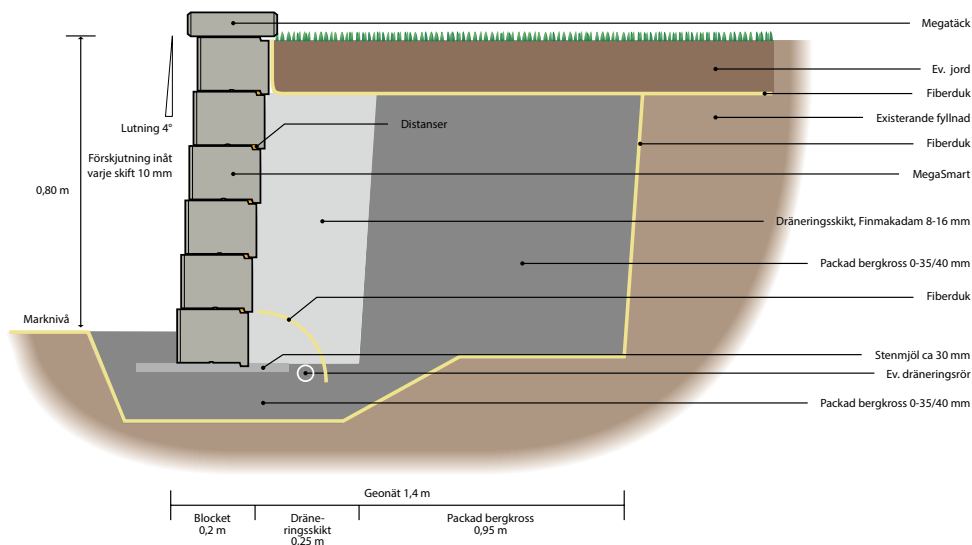 Megatäck
Ev. jord
Fiberduk
Existerande fyllnad
Distanser
Lutning 4°
Fiberduk
Förskjutning inåt
varje skift 10 mm
MegaSmart
0,80 m
Dräneringsskikt, Finmakadam 8-16 mm
Packad bergkross 0-35/40 mm
Fiberduk
Marknivå
Stenmjöl ca 30 mm
Ev. dräneringsrör
Packad bergkross 0-35/40 mm
Geonät 1,4 m
Blocket
0,2 m
Dräne-
ringsskikt
0.25 m
Packad bergkross
0,95 m